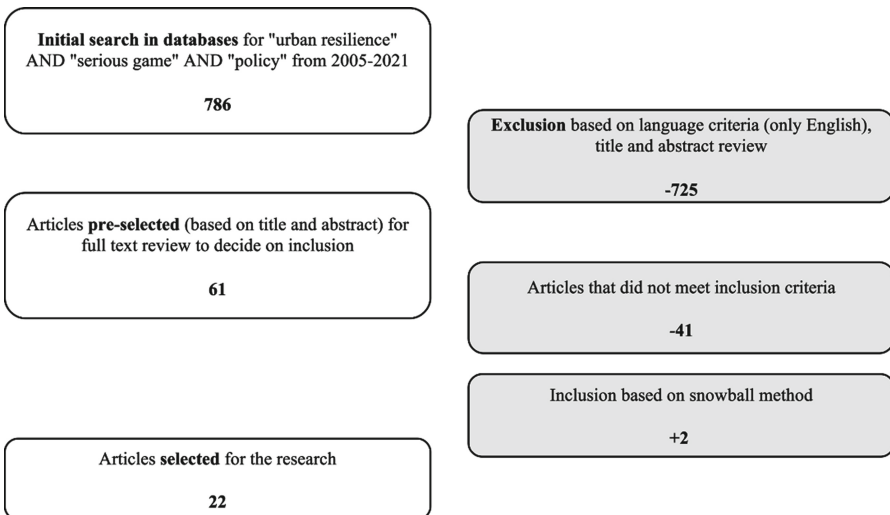 Initial search in databases for "urban resilience"
AND "serious game" AND "policy" from 2005-2021
786
Exclusion based on language criteria (only English),
title and abstract review
-725
Articles pre-selected (based on title and abstract) for
full text review to decide on inclusion
61
Articles that did not meet inclusion criteria
-41
Inclusion based on snowball method
+2
Articles selected for the research
22